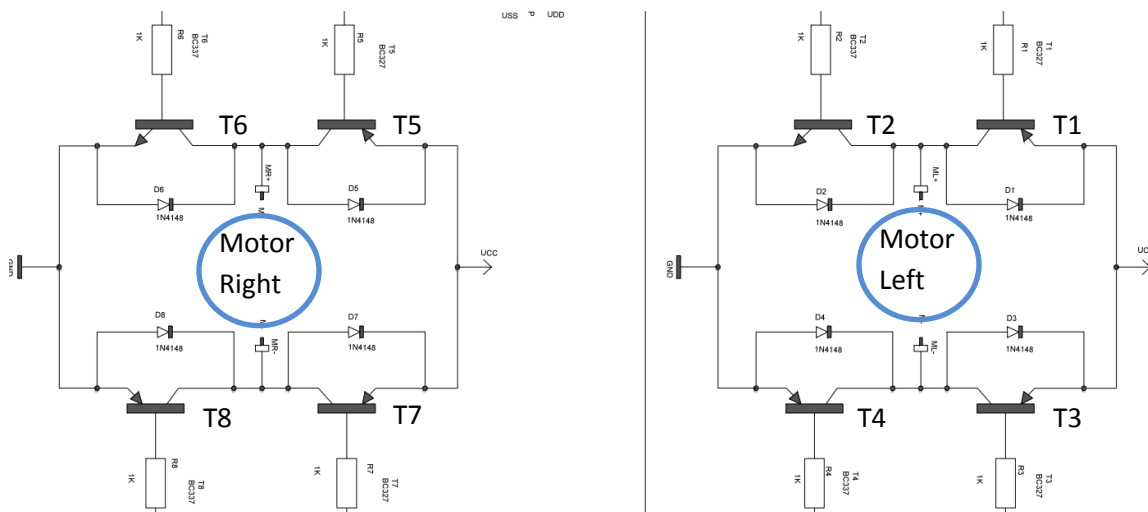 USS P UDD
R6
1K
T6
BC337
R5
1K
T5
BC327
R2
1K
T2
BC337
R1
1K
T1
BC327
T6
T5
T2
T1
MR+
ML+
D6
1N4148
D5
1N4148
D2
1N4148
D1
1N4148
Motor
Right
Motor
Left
UCC
GND
UC
D8
1N4148
D7
1N4148
D4
1N4148
D3
1N4148
MR-
ML-
T8
T7
T4
T3
R8
1K
T8
BC337
R7
1K
T7
BC327
R4
1K
T4
BC337
R3
1K
T3
BC327